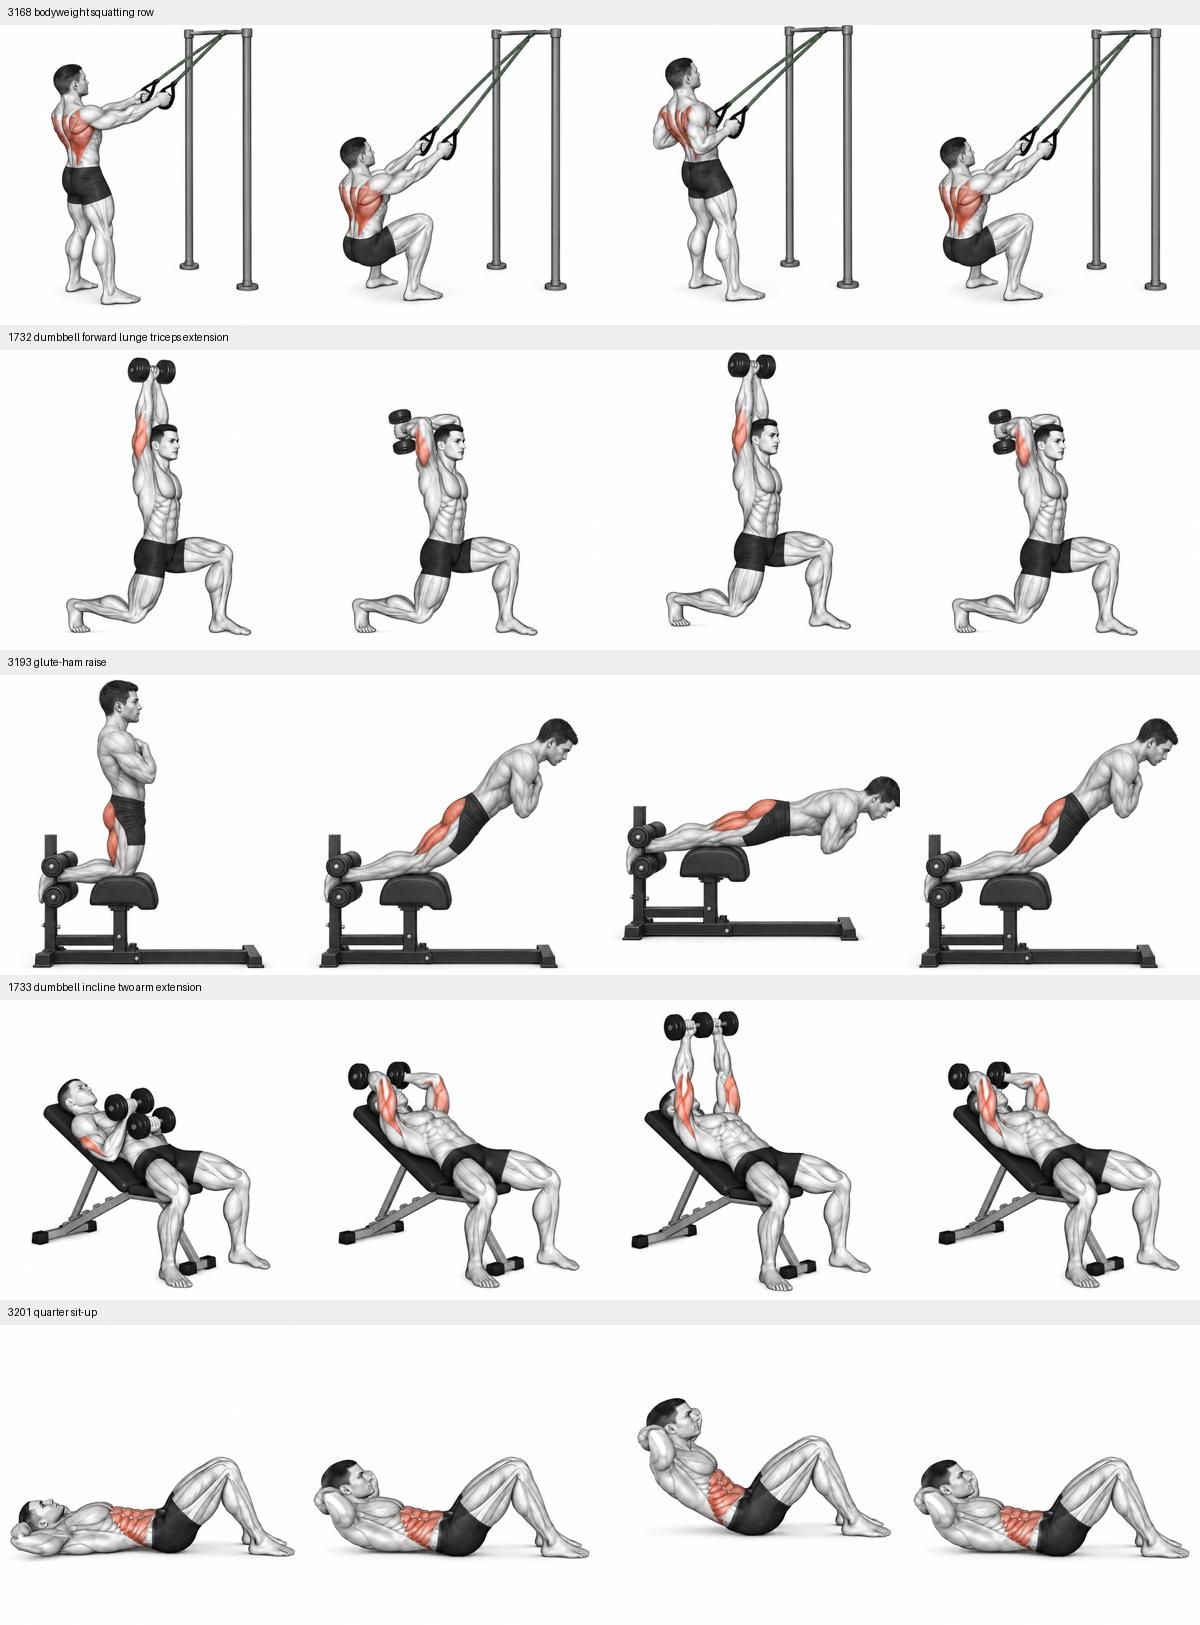 3168 bodyweight squatting row
1732 dumbbell forward lunge triceps extension
3193 glute-ham raise
1733 dumbbell incline two arm extension
3201 quarter sit-up